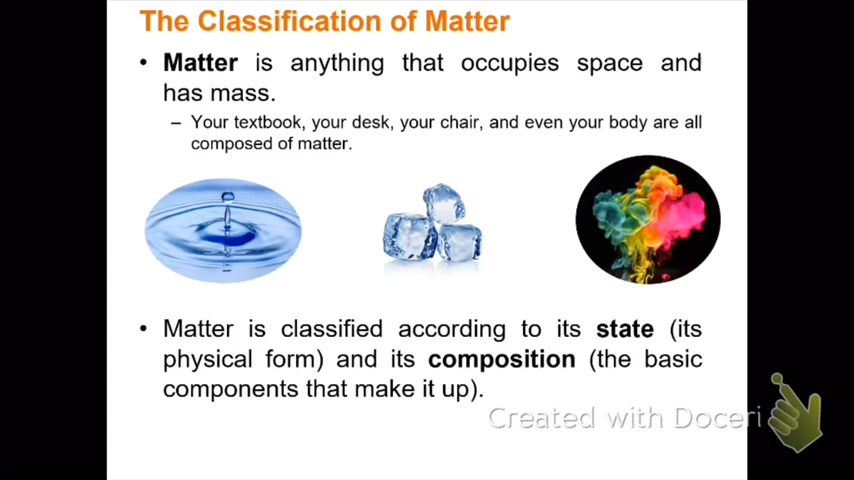 The Classification of Matter
• Matter is anything that occupies space and
has mass.
– Your textbook, your desk, your chair, and even your body are all
composed of matter.
• Matter is classified according to its state (its
physical form) and its composition (the basic
components that make it up).
Created with Doceri